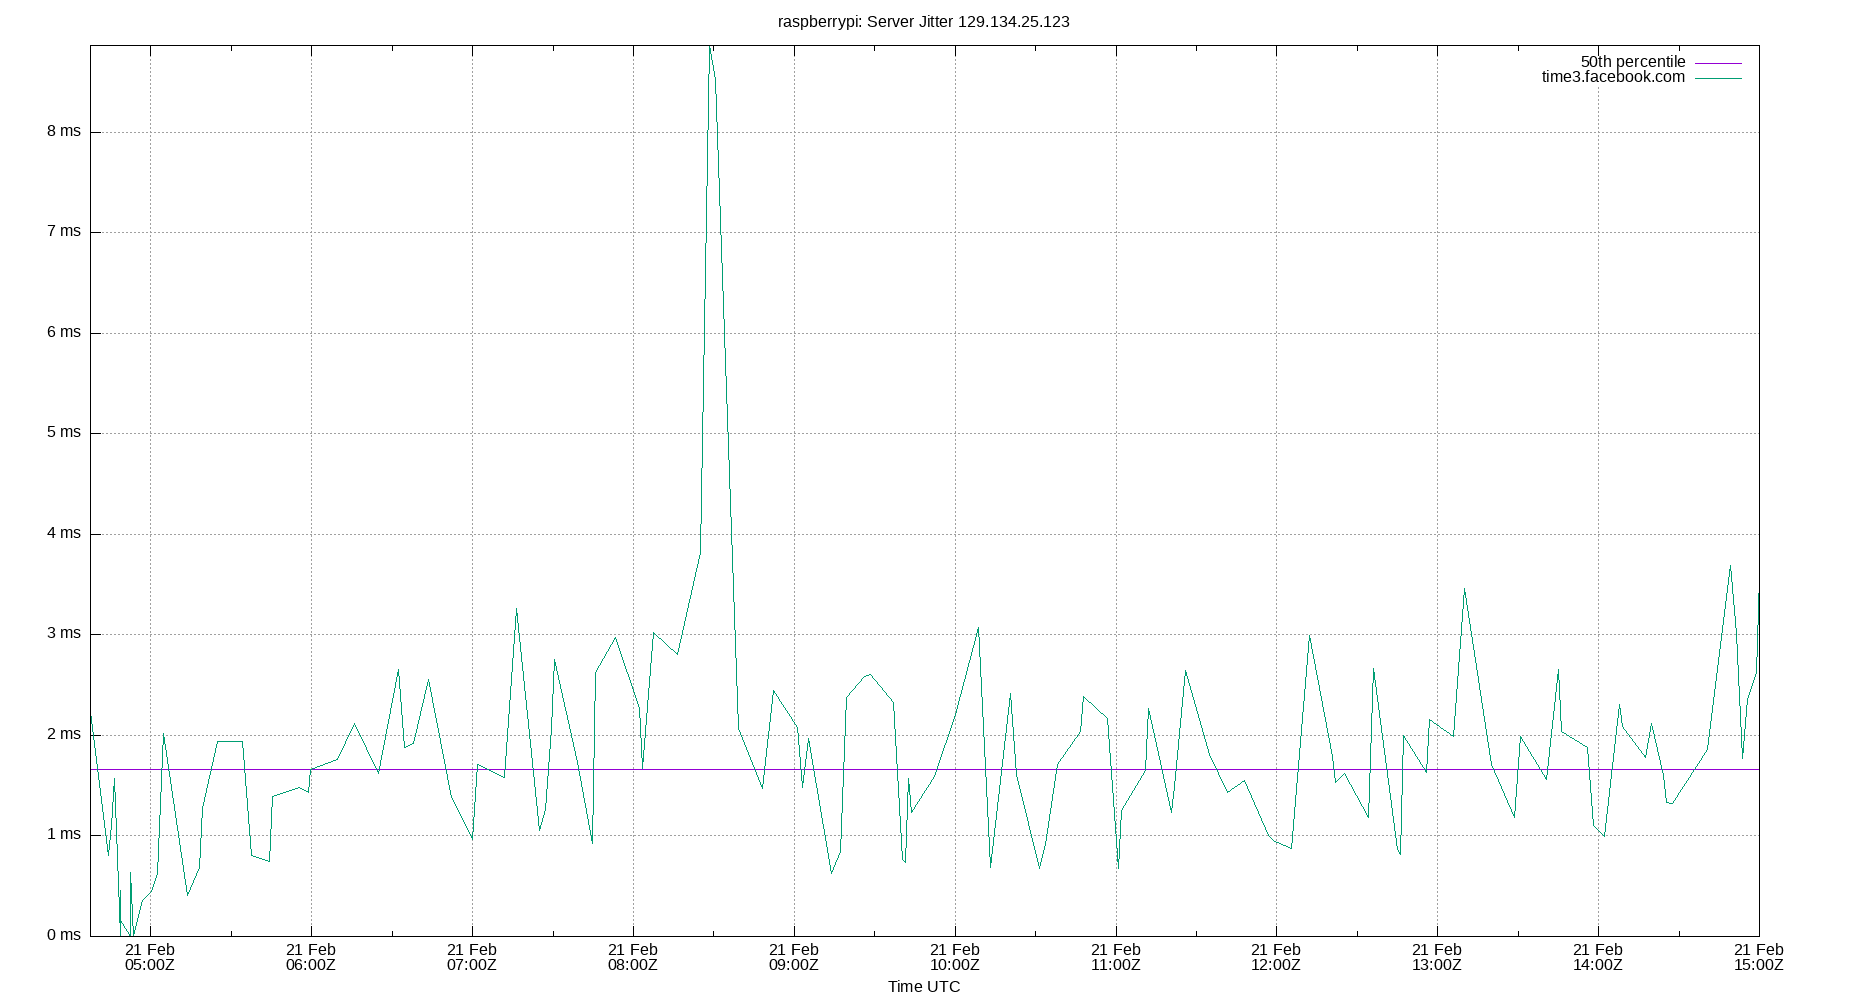 raspberrypi: Server Jitter 129.134.25.123
50th percentile
time3.facebook.com
8 ms
7 ms
6 ms
5 ms
4 ms
3 ms
2 ms
1 ms
0 ms
21 Feb 21 Feb 21 Feb 21 Feb 21 Feb 21 Feb 21 Feb 21 Feb 21 Feb 21 Feb 21 Feb
05:00Z 06:00Z 07:00Z 08:00Z 09:00Z 10:00Z 11:00Z 12:00Z 13:00Z 14:00Z 15:00Z
Time UTC